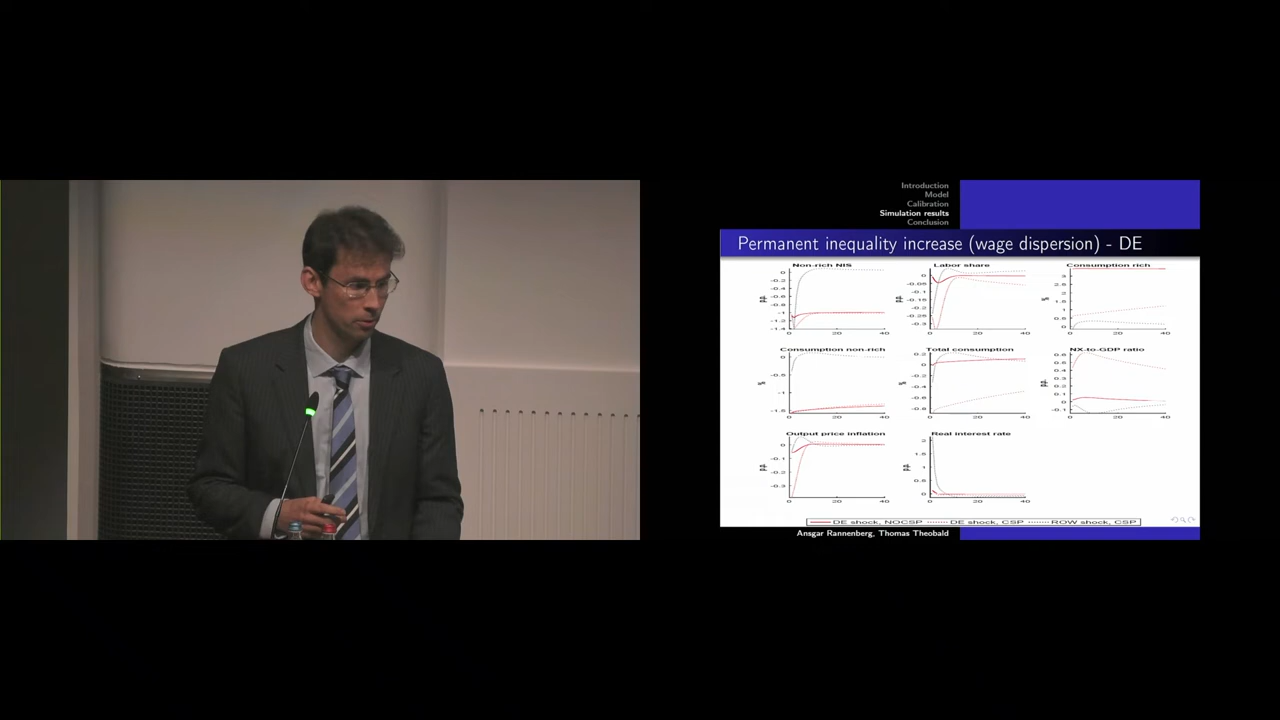 Introduction
Model
Calibration
Simulation results
Conclusion
Permanent inequality increase (wage dispersion) - DE
Non-rich NIS
Labor share
Consumption rich
Consumption non-rich
Total consumption
NX-to-GDP ratio
Output price inflation
Real interest rate
DE shock, NOCSP
DE shock, CSP
ROW shock, CSP
Ansgar Rannenberg, Thomas Theobald